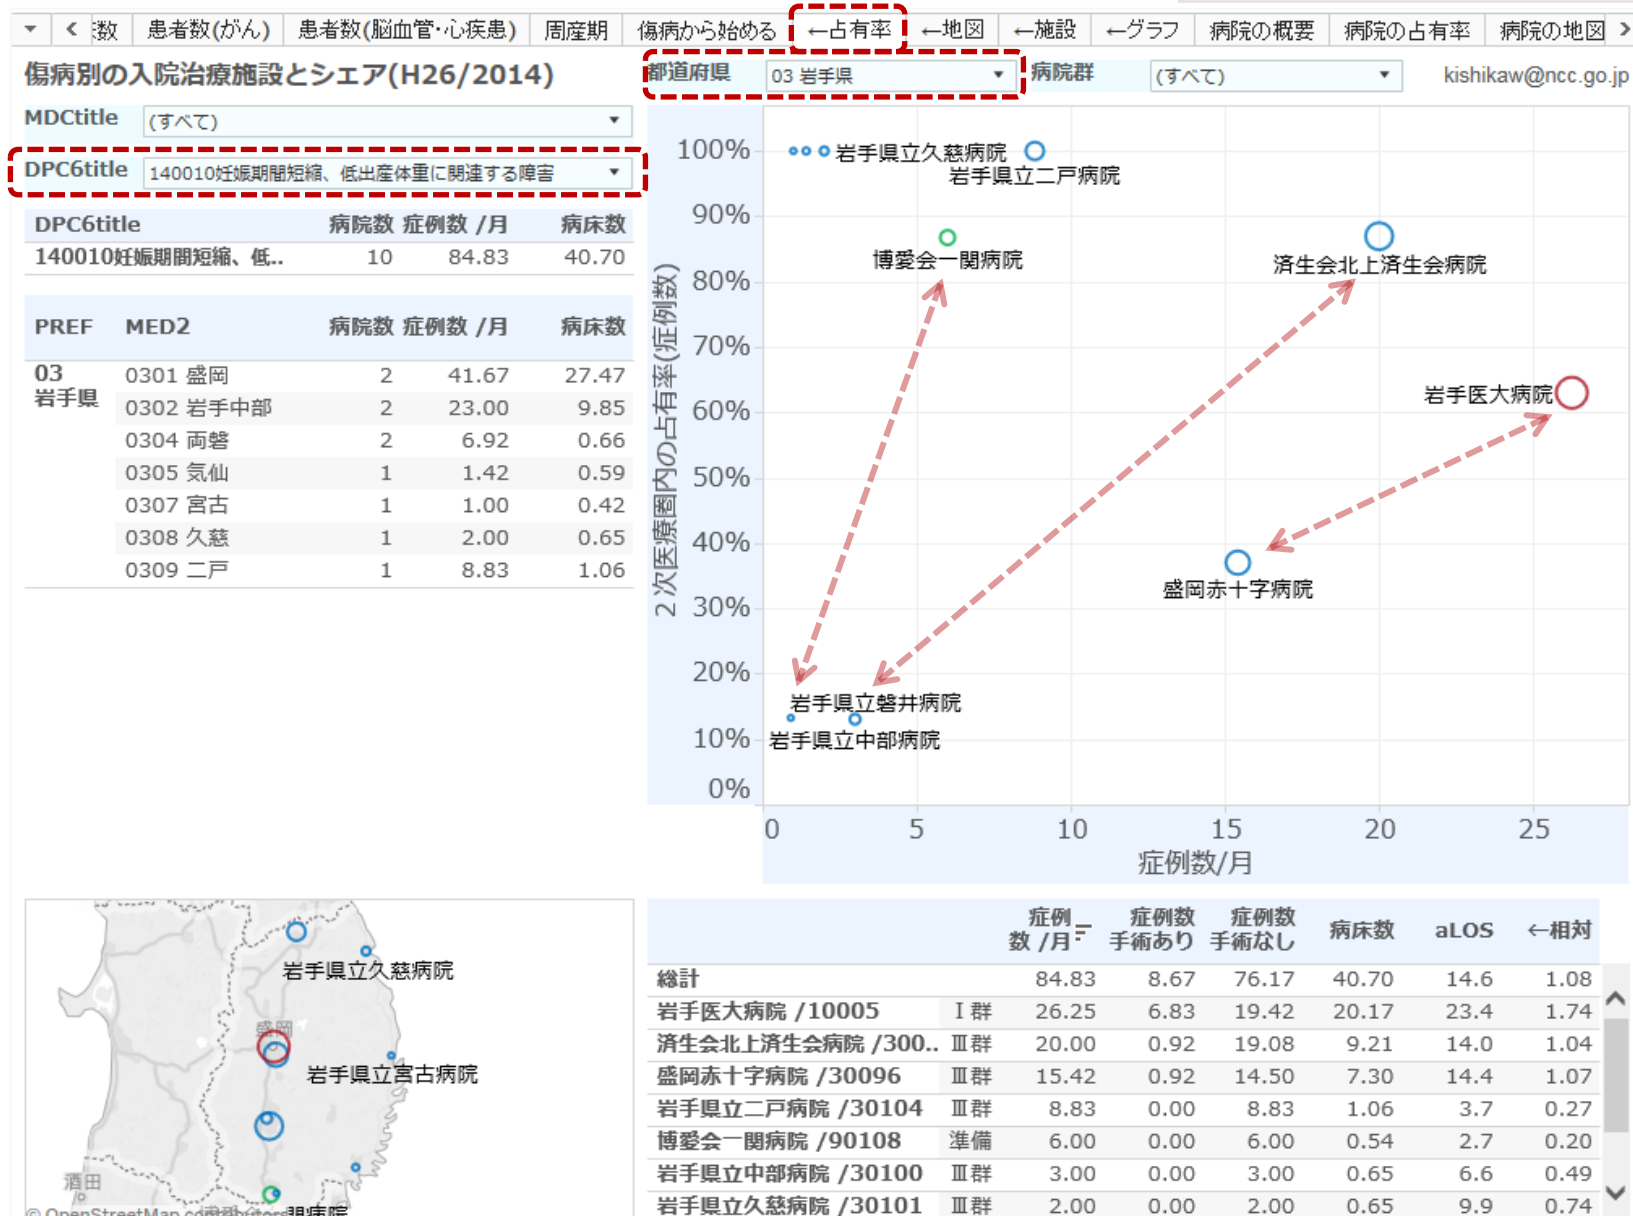 数 患者数(がん) 患者数(脳血管・心疾患) 周産期 傷病から始める ←占有率 ←地図 ←施設 ←グラフ 病院の概要 病院の占有率 病院の地図
傷病別の入院治療施設とシェア(H26/2014)
都道府県 03 岩手県 病院群 (すべて) kishikaw@ncc.go.jp
MDCtitle (すべて)
DPC6title 140010妊娠期間短縮、低出産体重に関連する障害
DPC6title 病院数 症例数 /月 病床数
140010妊娠期間短縮、低.. 10 84.83 40.70
PREF MED2 病院数 症例数 /月 病床数
03 岩手県
0301 盛岡 2 41.67 27.47
0302 岩手中部 2 23.00 9.85
0304 両磐 2 6.92 0.66
0305 気仙 1 1.42 0.59
0307 宮古 1 1.00 0.42
0308 久慈 1 2.00 0.65
0309 二戸 1 8.83 1.06
2次医療圏内の占有率(症例数)
100%
90%
80%
70%
60%
50%
40%
30%
20%
10%
0%
岩手県立久慈病院
岩手県立二戸病院
博愛会一関病院
済生会北上済生会病院
岩手医大病院
盛岡赤十字病院
岩手県立磐井病院
岩手県立中部病院
0 5 10 15 20 25
症例数/月
岩手県立久慈病院
盛岡
岩手県立宮古病院
酒田
© OpenStreetMap contributors
関病院
症例数 /月 症例数手術あり 症例数手術なし 病床数 aLOS ←相対
総計 84.83 8.67 76.17 40.70 14.6 1.08
岩手医大病院 /10005 Ⅰ群 26.25 6.83 19.42 20.17 23.4 1.74
済生会北上済生会病院 /300.. Ⅲ群 20.00 0.92 19.08 9.21 14.0 1.04
盛岡赤十字病院 /30096 Ⅲ群 15.42 0.92 14.50 7.30 14.4 1.07
岩手県立二戸病院 /30104 Ⅲ群 8.83 0.00 8.83 1.06 3.7 0.27
博愛会一関病院 /90108 準備 6.00 0.00 6.00 0.54 2.7 0.20
岩手県立中部病院 /30100 Ⅲ群 3.00 0.00 3.00 0.65 6.6 0.49
岩手県立久慈病院 /30101 Ⅲ群 2.00 0.00 2.00 0.65 9.9 0.74